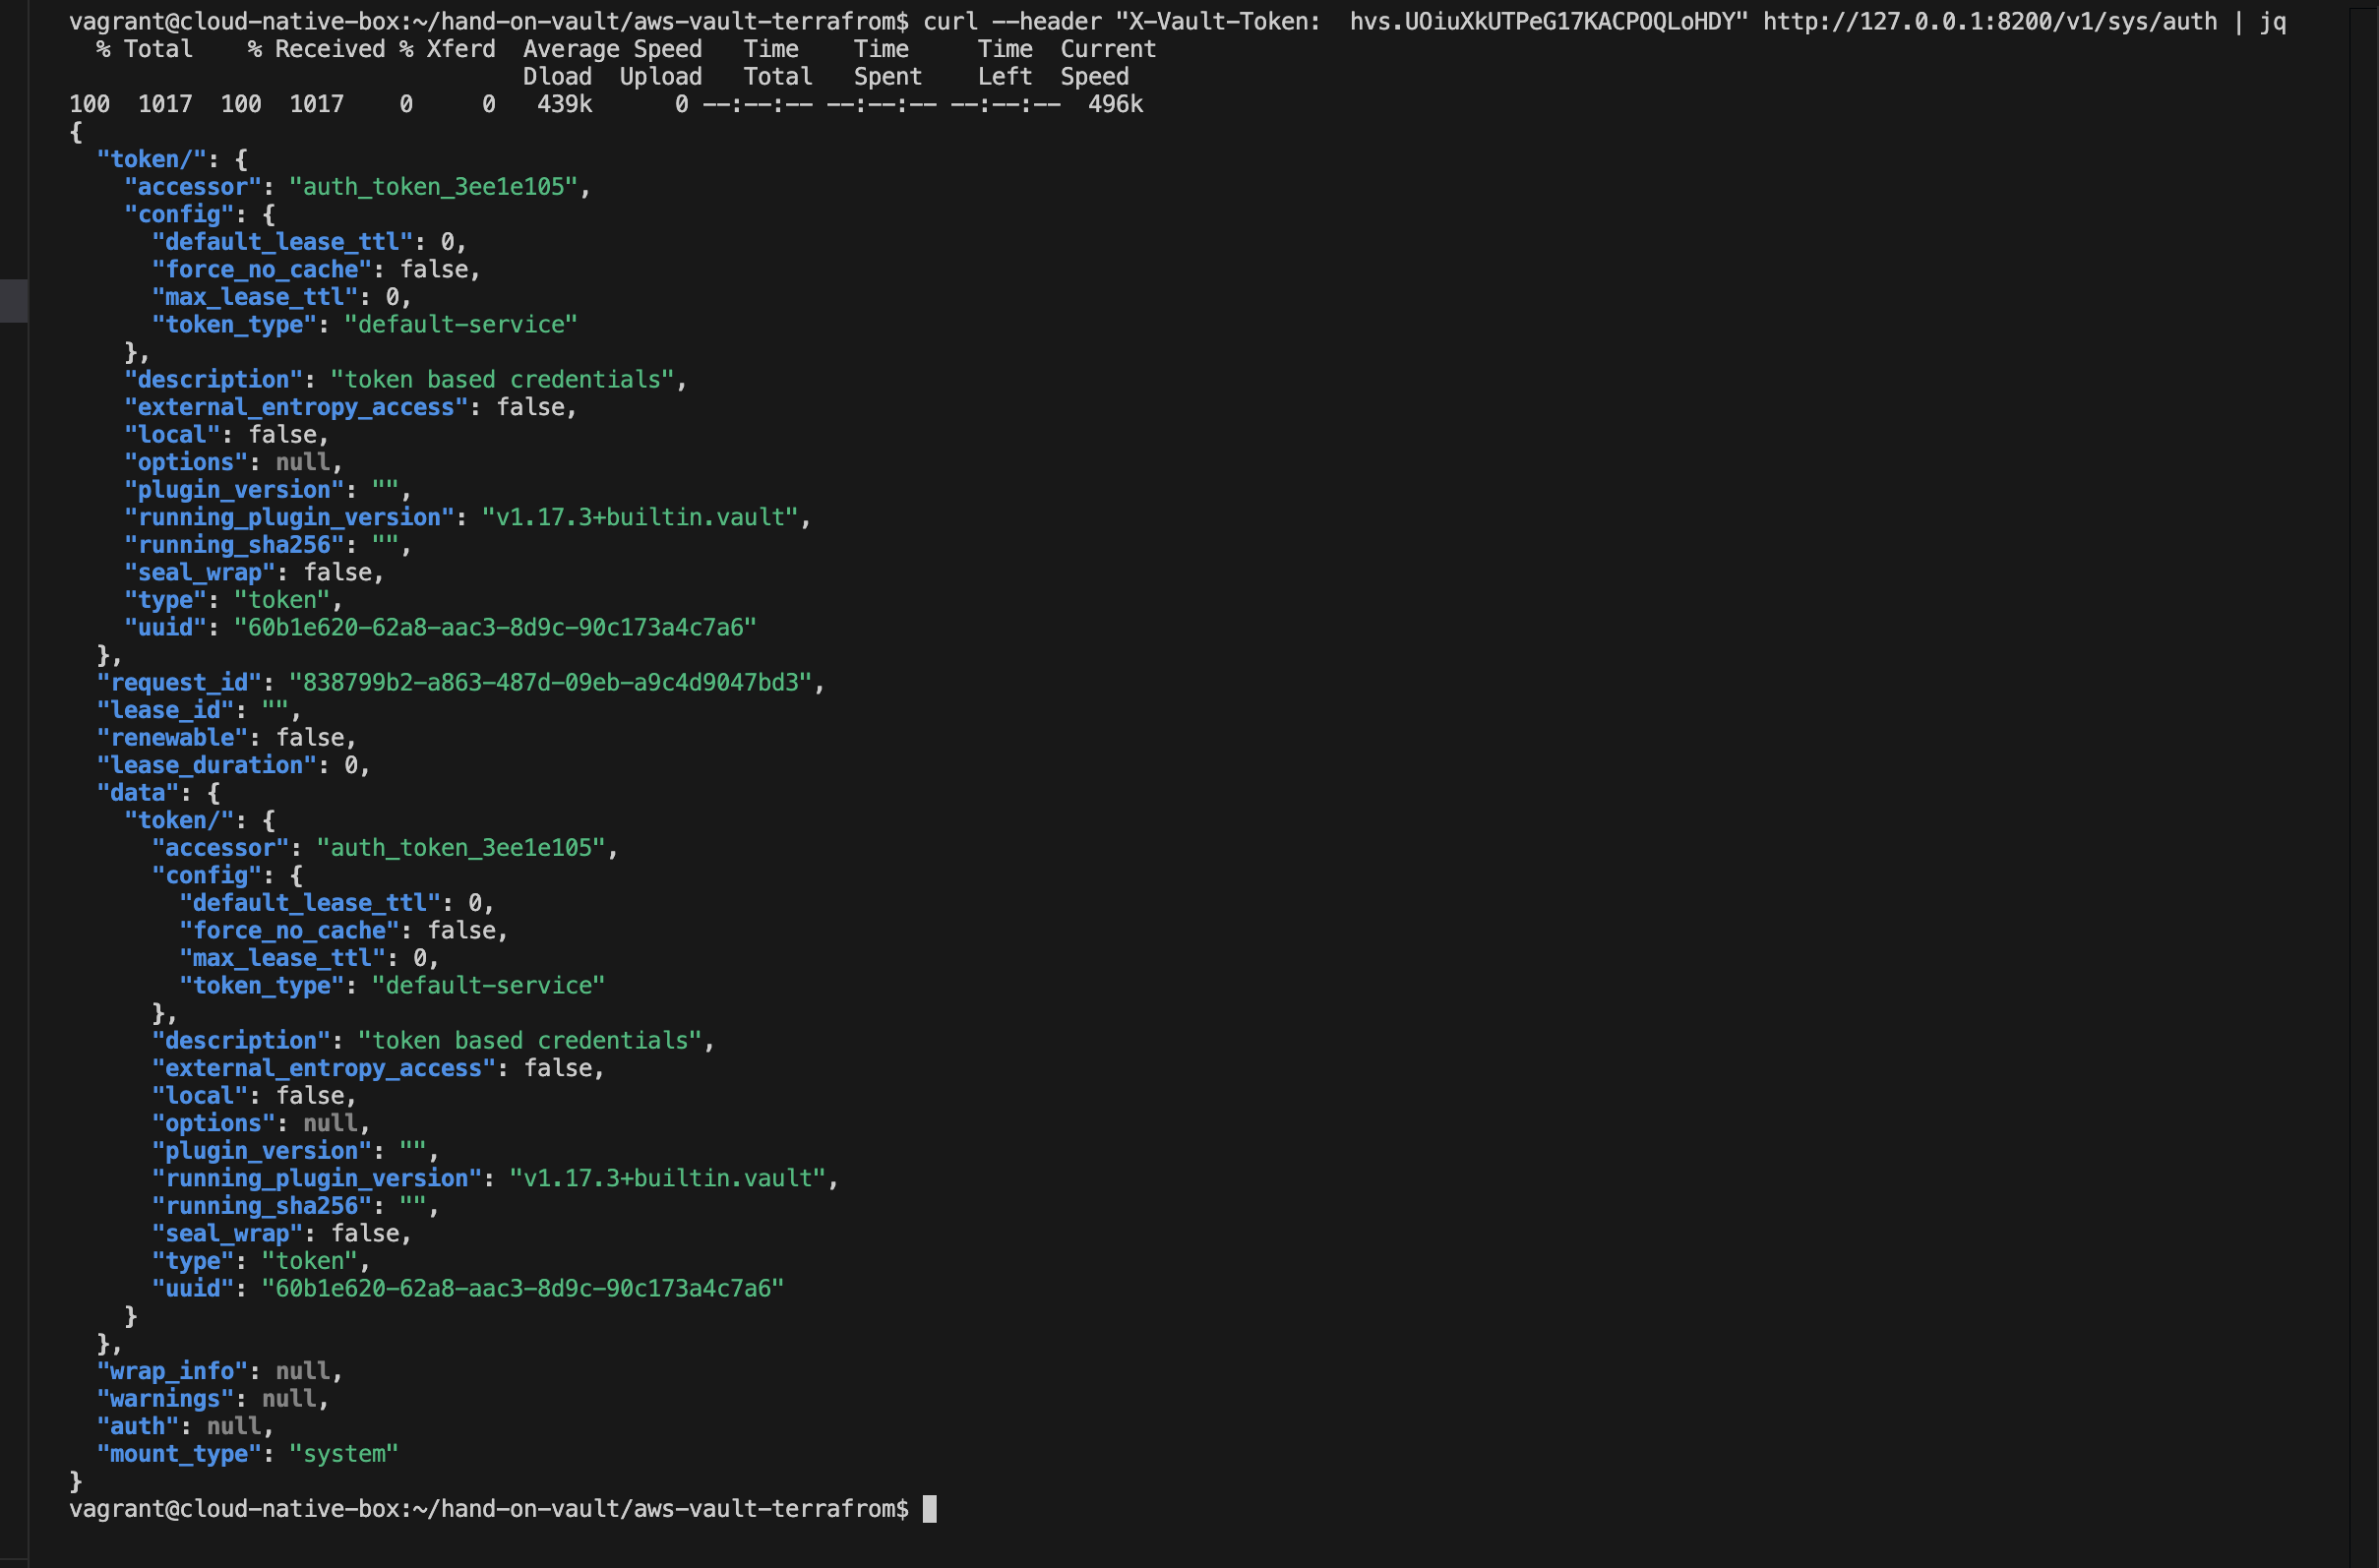 vagrant@cloud-native-box:~/hand-on-vault/aws-vault-terrafrom$ curl --header "X-Vault-Token:  hvs.UOiuXkUTPeG17KACPOQLoHDY" http://127.0.0.1:8200/v1/sys/auth | jq
  % Total    % Received % Xferd  Average Speed   Time    Time     Time  Current
                                 Dload  Upload   Total   Spent    Left  Speed
100  1017  100  1017    0     0   439k      0 --:--:-- --:--:-- --:--:--  496k
{
  "token/": {
    "accessor": "auth_token_3ee1e105",
    "config": {
      "default_lease_ttl": 0,
      "force_no_cache": false,
      "max_lease_ttl": 0,
      "token_type": "default-service"
    },
    "description": "token based credentials",
    "external_entropy_access": false,
    "local": false,
    "options": null,
    "plugin_version": "",
    "running_plugin_version": "v1.17.3+builtin.vault",
    "running_sha256": "",
    "seal_wrap": false,
    "type": "token",
    "uuid": "60b1e620-62a8-aac3-8d9c-90c173a4c7a6"
  },
  "request_id": "838799b2-a863-487d-09eb-a9c4d9047bd3",
  "lease_id": "",
  "renewable": false,
  "lease_duration": 0,
  "data": {
    "token/": {
      "accessor": "auth_token_3ee1e105",
      "config": {
        "default_lease_ttl": 0,
        "force_no_cache": false,
        "max_lease_ttl": 0,
        "token_type": "default-service"
      },
      "description": "token based credentials",
      "external_entropy_access": false,
      "local": false,
      "options": null,
      "plugin_version": "",
      "running_plugin_version": "v1.17.3+builtin.vault",
      "running_sha256": "",
      "seal_wrap": false,
      "type": "token",
      "uuid": "60b1e620-62a8-aac3-8d9c-90c173a4c7a6"
    }
  },
  "wrap_info": null,
  "warnings": null,
  "auth": null,
  "mount_type": "system"
}
vagrant@cloud-native-box:~/hand-on-vault/aws-vault-terrafrom$